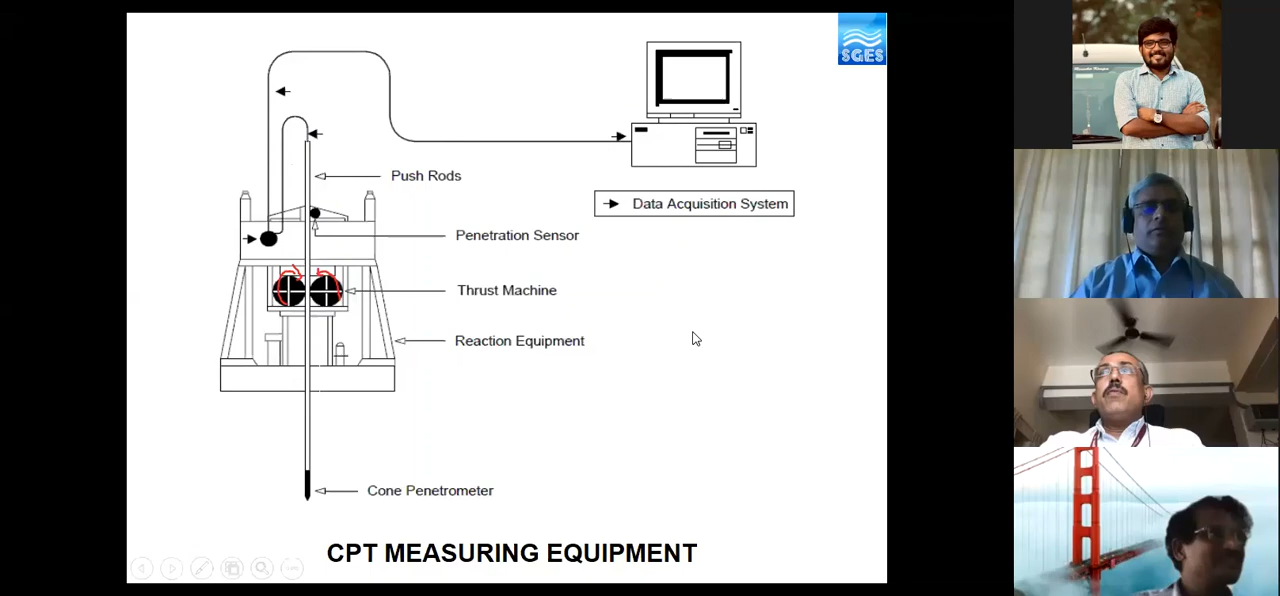 SGES
Push Rods
Data Acquisition System
Penetration Sensor
Thrust Machine
Reaction Equipment
Cone Penetrometer
CPT MEASURING EQUIPMENT